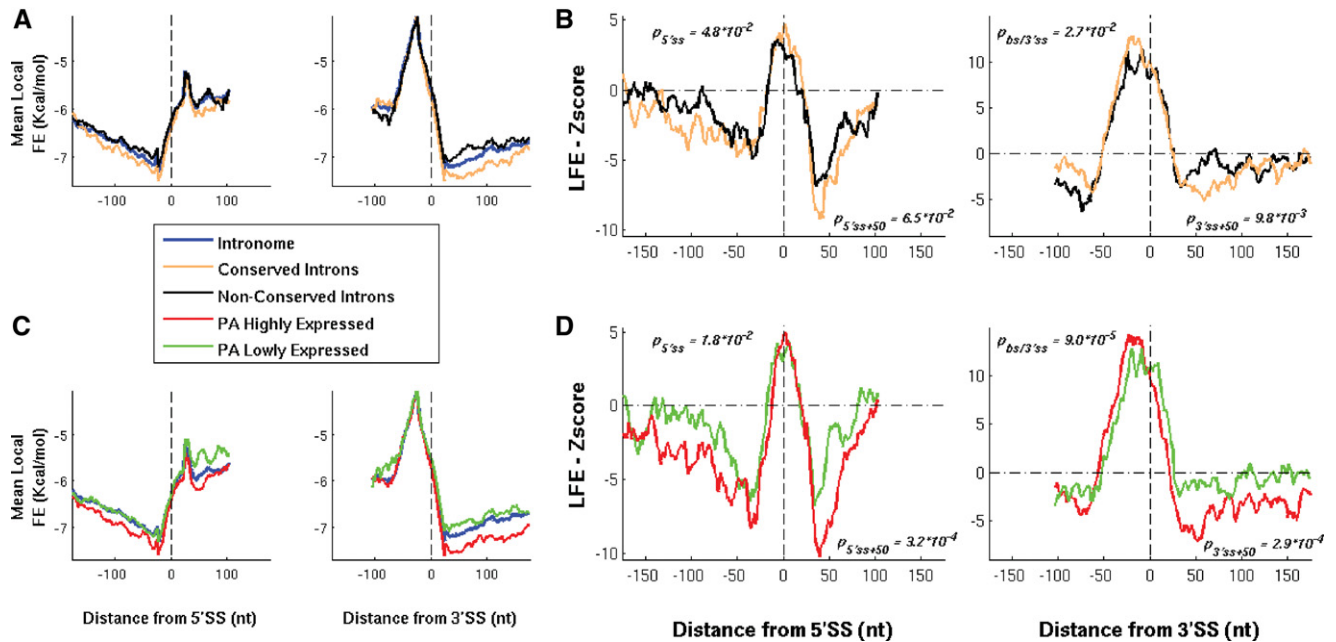 A
B
Mean Local
FE (Kcal/mol)
-5
-6
-7
-100
0
100
-100
0
100
LFE - Zscore
5
0
-5
-10
p5'ss = 4.8*10-2
p5'ss+50 = 6.5*10-2
-150
-100
-50
0
50
100
150
10
5
0
-5
pbs/3'ss = 2.7*10-2
p3'ss+50 = 9.8*10-3
-150
-100
-50
0
50
100
150
Intronome
Conserved Introns
Non-Conserved Introns
PA Highly Expressed
PA Lowly Expressed
C
D
Mean Local
FE (Kcal/mol)
-5
-6
-7
-100
0
100
-100
0
100
LFE - Zscore
5
0
-5
-10
p5'ss = 1.8*10-2
p5'ss+50 = 3.2*10-4
-150
-100
-50
0
50
100
150
10
5
0
-5
pbs/3'ss = 9.0*10-5
p3'ss+50 = 2.9*10-4
-150
-100
-50
0
50
100
150
Distance from 5'SS (nt)
Distance from 3'SS (nt)
Distance from 5'SS (nt)
Distance from 3'SS (nt)